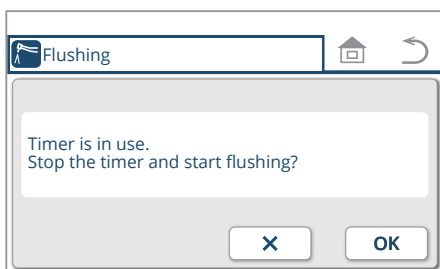 Flushing
Timer is in use.
Stop the timer and start flushing?
OK